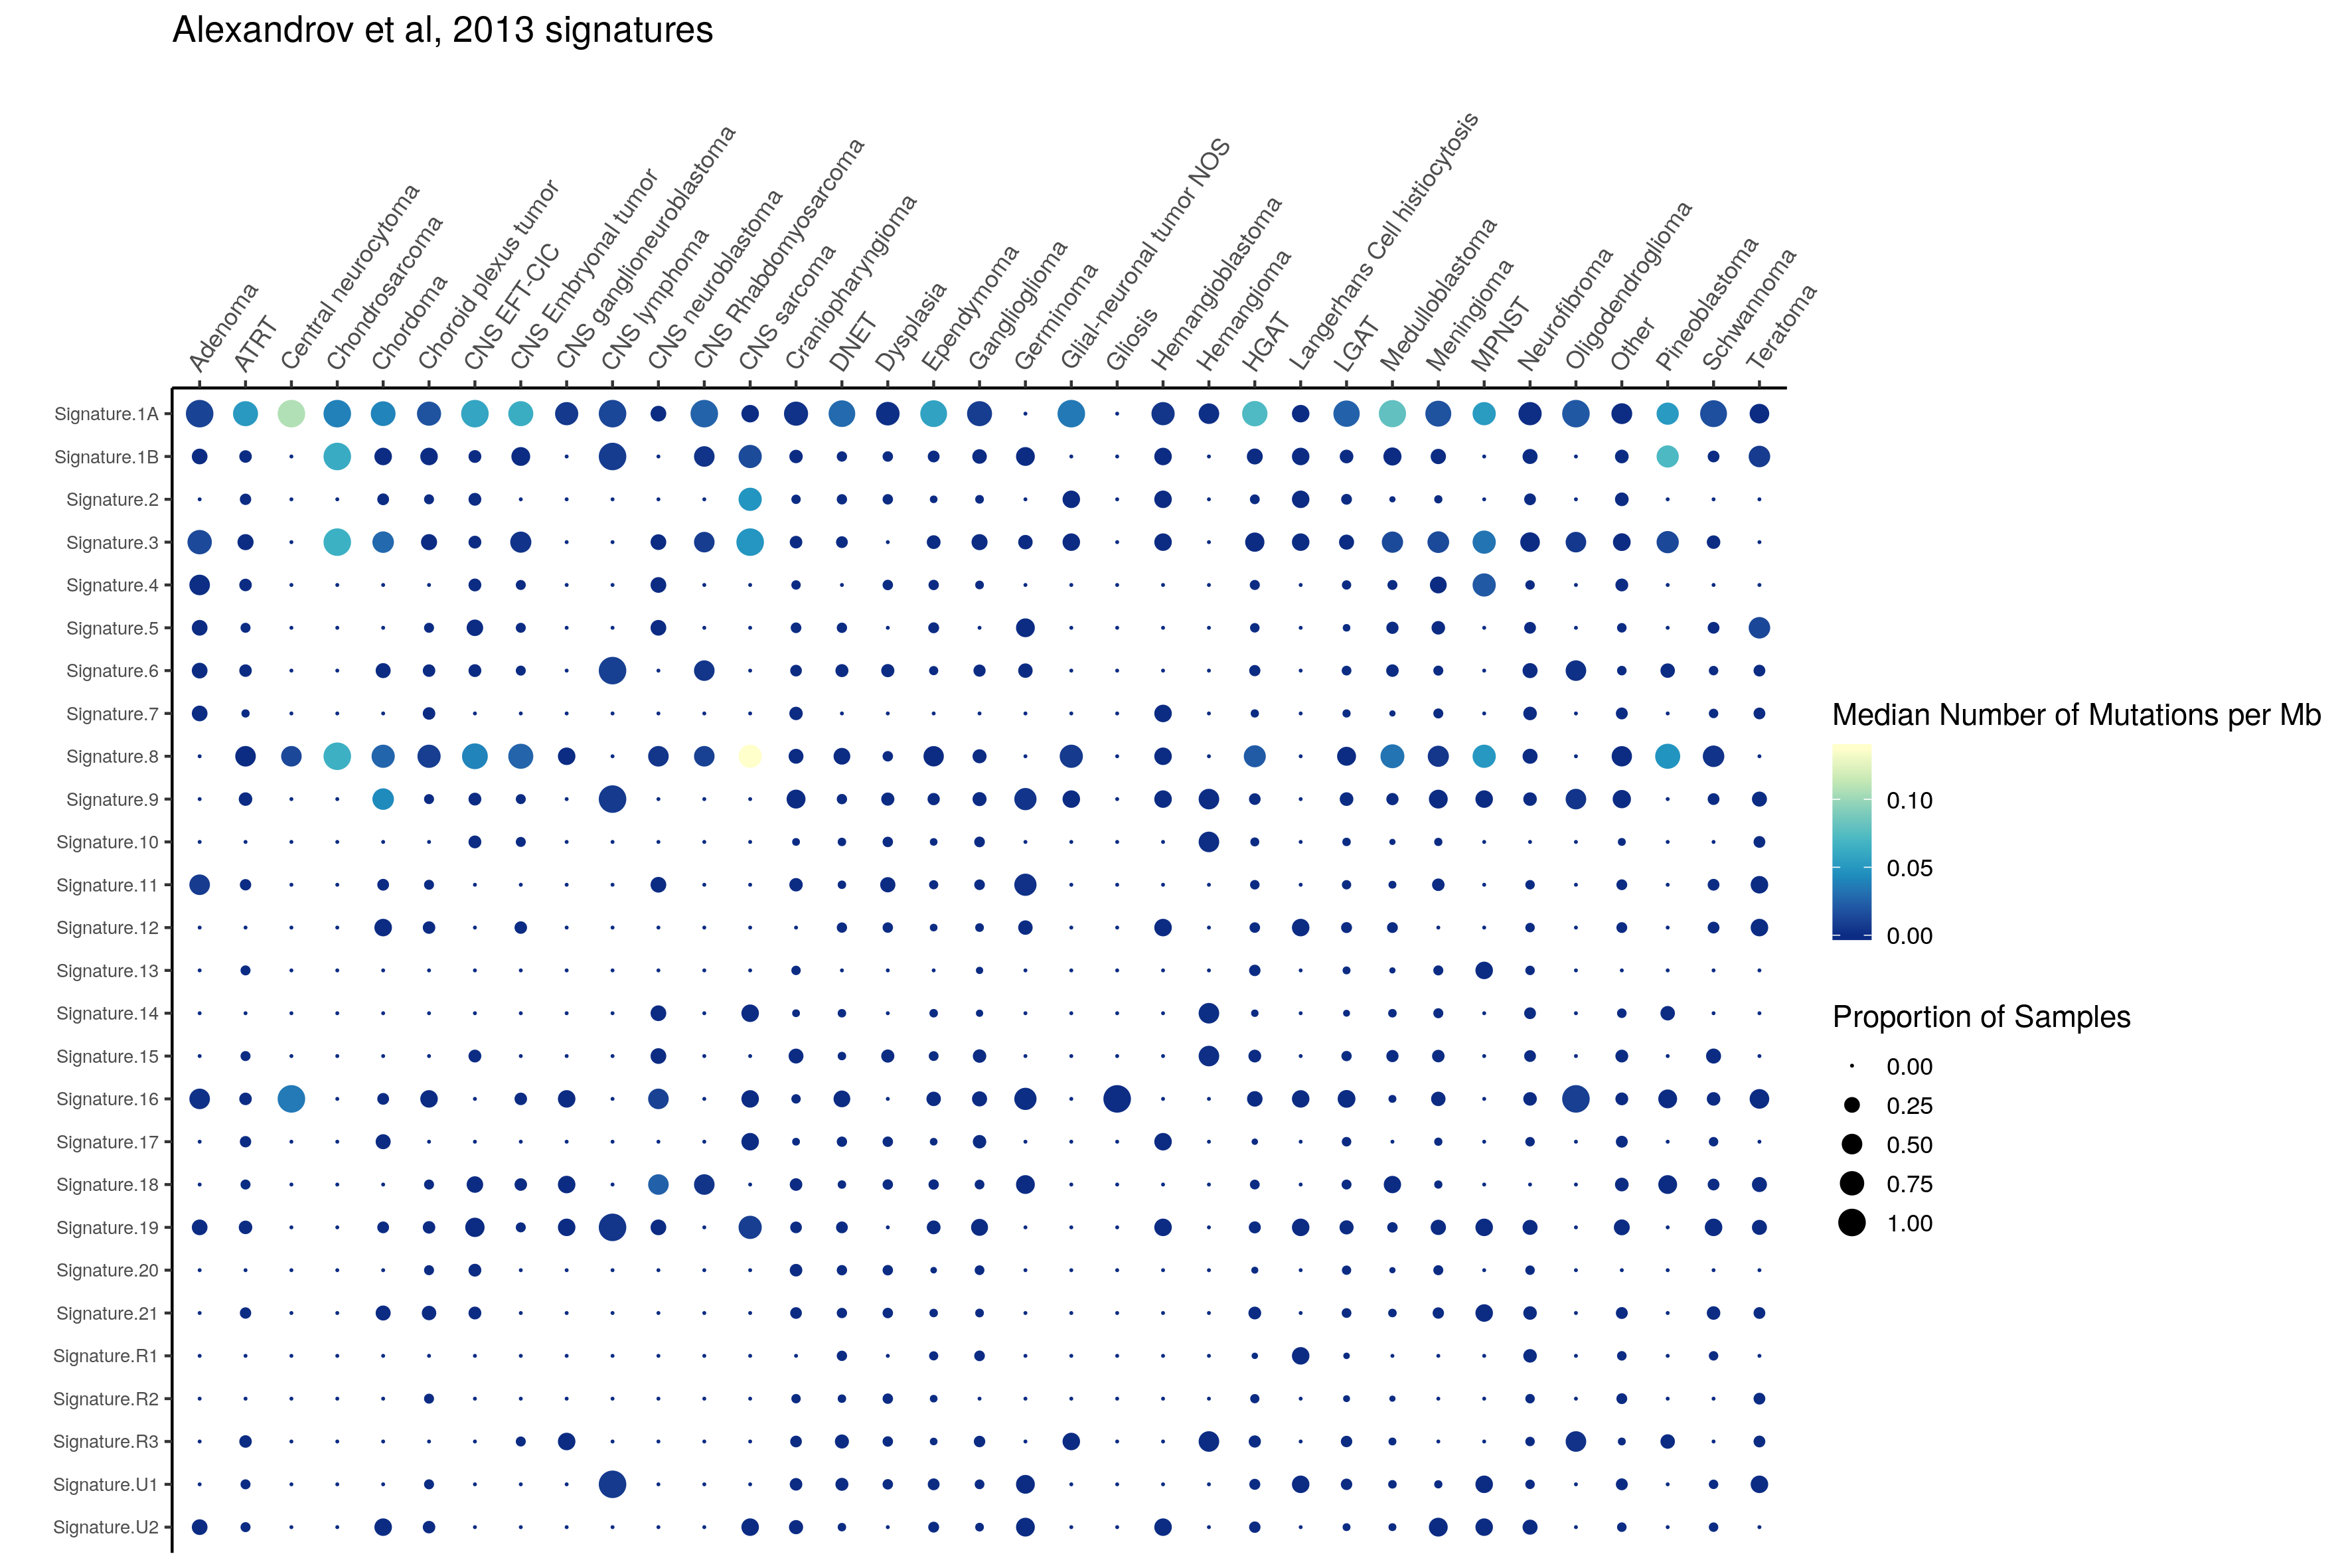 Alexandrov et al, 2013 signatures
Adenoma
ATRT
Central neurocytoma
Chondrosarcoma
Chordoma
Choroid plexus tumor
CNS EFT-CIC
CNS Embryonal tumor
CNS ganglioneuroblastoma
CNS lymphoma
CNS neuroblastoma
CNS Rhabdomyosarcoma
CNS sarcoma
Craniopharyngioma
DNET
Dysplasia
Ependymoma
Ganglioglioma
Germinoma
Glial-neuronal tumor NOS
Gliosis
Hemangioblastoma
Hemangioma
HGAT
Langerhans Cell histiocytosis
LGAT
Medulloblastoma
Meningioma
MPNST
Neurofibroma
Oligodendroglioma
Other
Pineoblastoma
Schwannoma
Teratoma
Signature.1A
Signature.1B
Signature.2
Signature.3
Signature.4
Signature.5
Signature.6
Signature.7
Signature.8
Signature.9
Signature.10
Signature.11
Signature.12
Signature.13
Signature.14
Signature.15
Signature.16
Signature.17
Signature.18
Signature.19
Signature.20
Signature.21
Signature.R1
Signature.R2
Signature.R3
Signature.U1
Signature.U2
Median Number of Mutations per Mb
0.10
0.05
0.00
Proportion of Samples
0.00
0.25
0.50
0.75
1.00